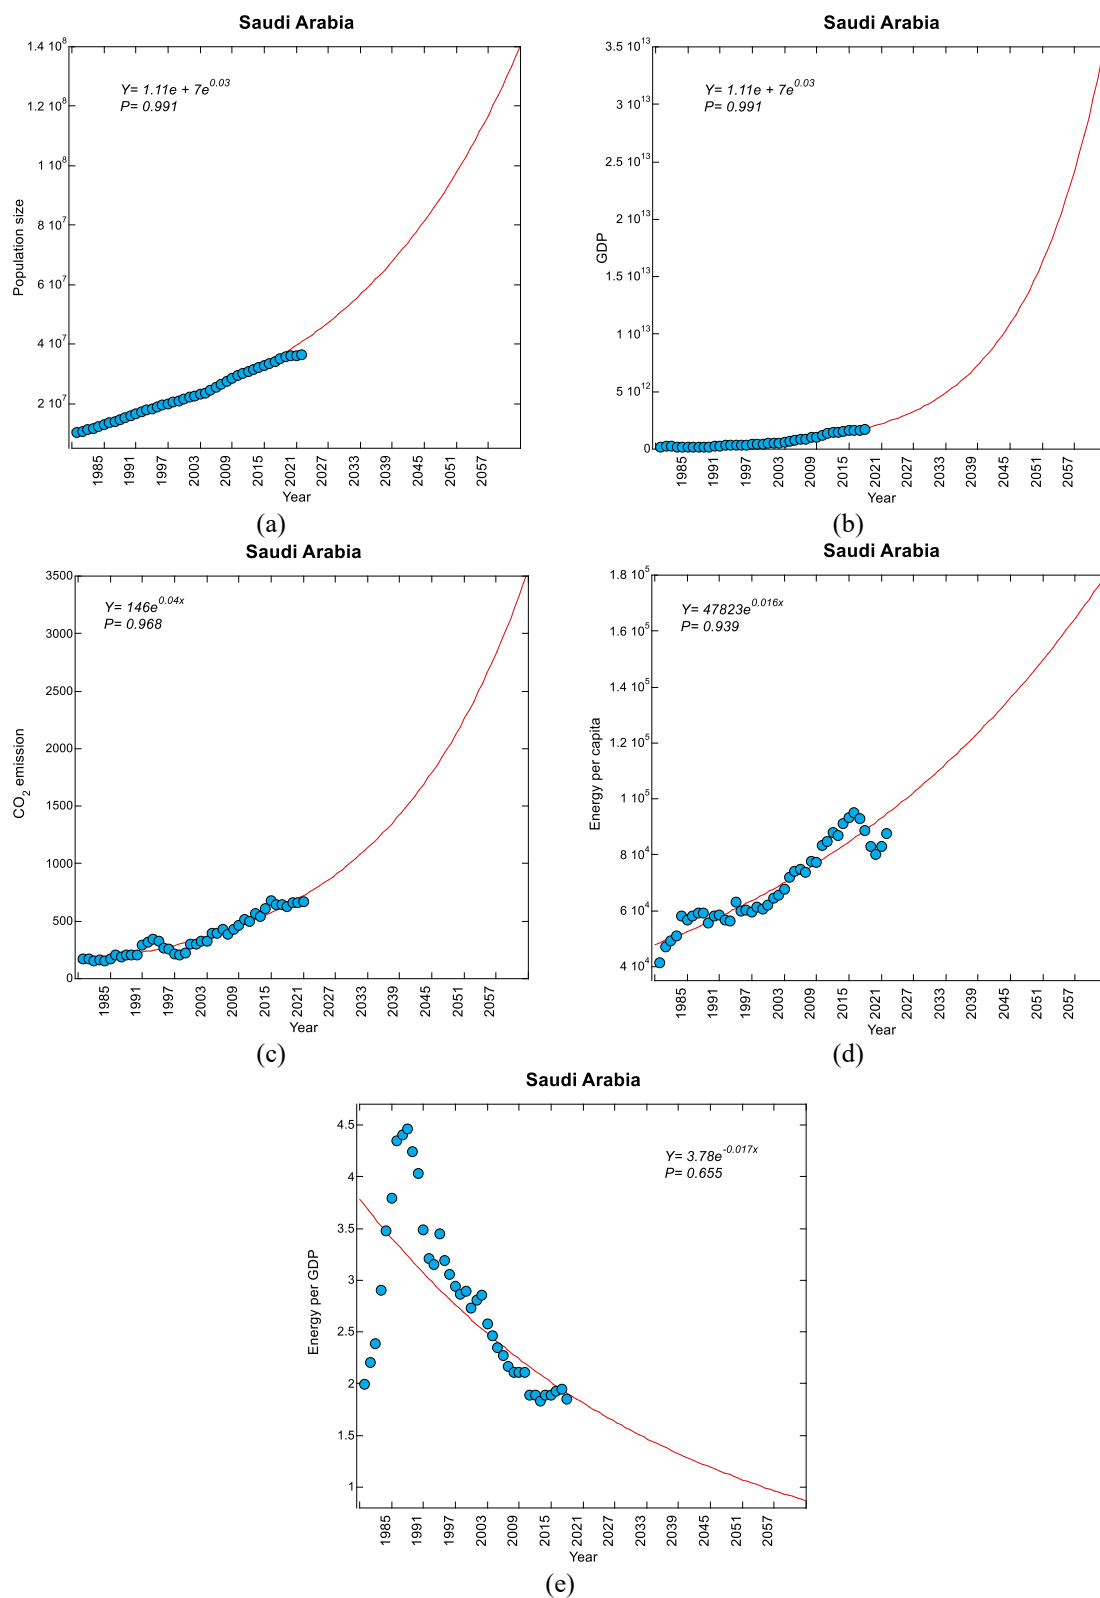 Saudi Arabia
1.4 10^8
1.2 10^8
1 10^8
8 10^7
6 10^7
4 10^7
2 10^7
Population size
Y= 1.11e + 7e^0.03
P= 0.991
1985 1991 1997 2003 2009 2015 2021 2027 2033 2039 2045 2051 2057
Year
(a)
Saudi Arabia
3.5 10^13
3 10^13
2.5 10^13
2 10^13
1.5 10^13
1 10^13
5 10^12
0
GDP
Y= 1.11e + 7e^0.03
P= 0.991
1985 1991 1997 2003 2009 2015 2021 2027 2033 2039 2045 2051 2057
Year
(b)
Saudi Arabia
3500
3000
2500
2000
1500
1000
500
0
CO₂ emission
Y= 146e^0.04x
P= 0.968
1985 1991 1997 2003 2009 2015 2021 2027 2033 2039 2045 2051 2057
Year
(c)
Saudi Arabia
1.8 10^5
1.6 10^5
1.4 10^5
1.2 10^5
1 10^5
8 10^4
6 10^4
4 10^4
Energy per capita
Y= 47823e^0.016x
P= 0.939
1985 1991 1997 2003 2009 2015 2021 2027 2033 2039 2045 2051 2057
Year
(d)
Saudi Arabia
4.5
4
3.5
3
2.5
2
1.5
1
Energy per GDP
Y= 3.78e^-0.017x
P= 0.655
1985 1991 1997 2003 2009 2015 2021 2027 2033 2039 2045 2051 2057
Year
(e)